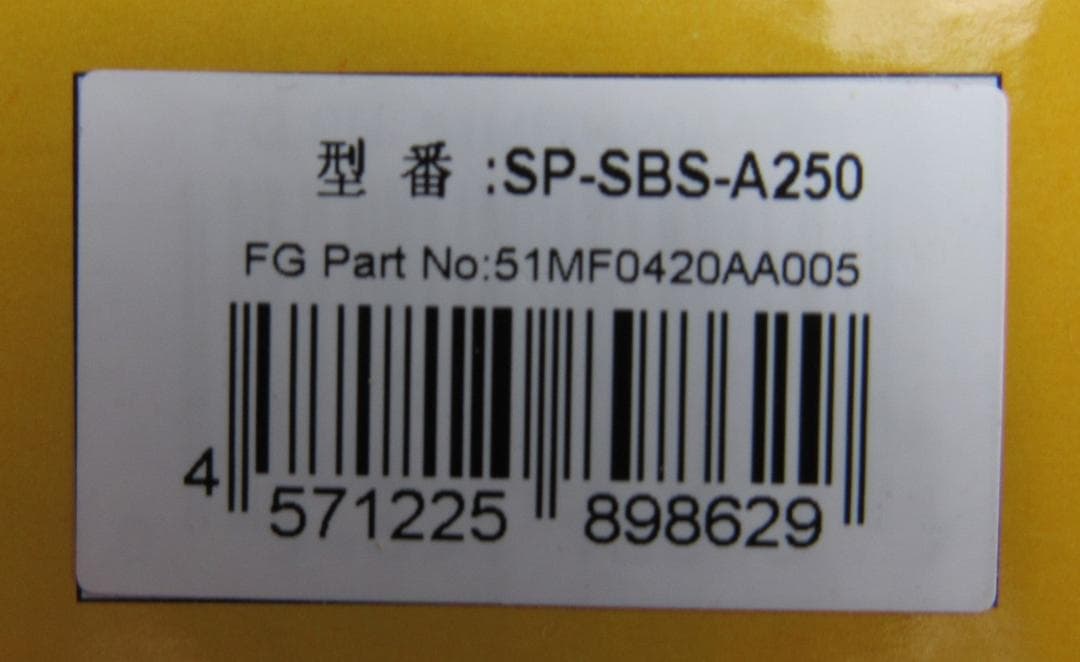 型 番 :SP-SBS-A250
FG Part No:51MF0420AA005
4 571225 898629